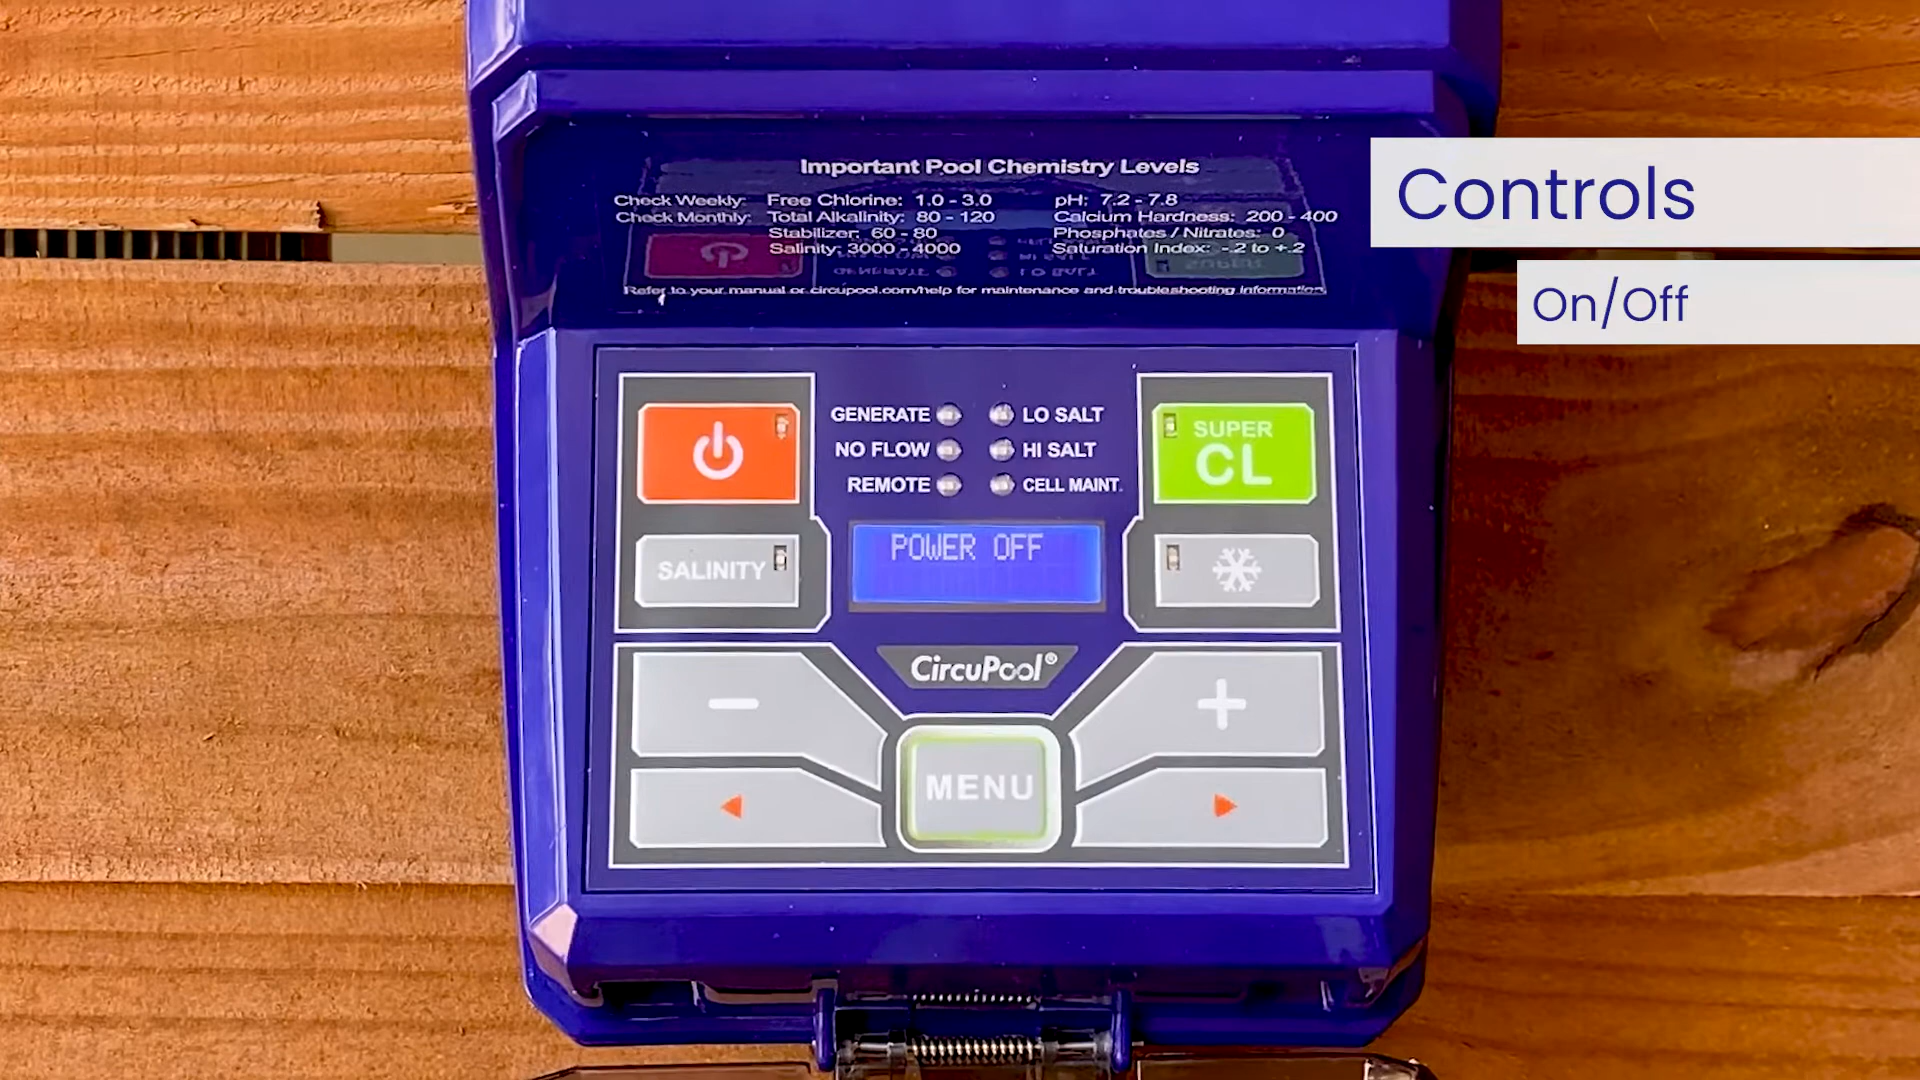 Important Pool Chemistry Levels
Check Weekly: Free Chlorine: 1.0 - 3.0 pH: 7.2 - 7.8
Check Monthly: Total Alkalinity: 80 - 120 Calcium Hardness: 200 - 400
Stabilizer: 60 - 80 Phosphates / Nitrates: 0
Salinity: 3000 - 4000 Saturation Index: -.2 to +.2
Refer to your manual or circupool.com/help for maintenance and troubleshooting information
Controls
On/Off
GENERATE LO SALT
NO FLOW HI SALT
REMOTE CELL MAINT.
SUPER
CL
SALINITY
POWER OFF
CircuPool®
− +
MENU